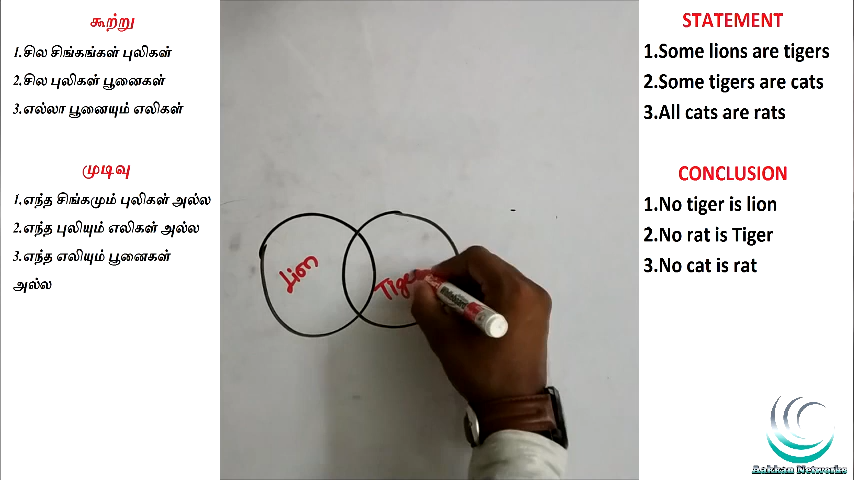 கூற்று
1.சில சிங்கங்கள் புலிகள்
2.சில புலிகள் பூனைகள்
3.எல்லா பூனையும் எலிகள்
முடிவு
1.எந்த சிங்கமும் புலிகள் அல்ல
2.எந்த புலியும் எலிகள் அல்ல
3.எந்த எலியும் பூனைகள்
அல்ல
Lion
STATEMENT
1.Some lions are tigers
2.Some tigers are cats
3.All cats are rats
CONCLUSION
1.No tiger is lion
2.No rat is Tiger
3.No cat is rat